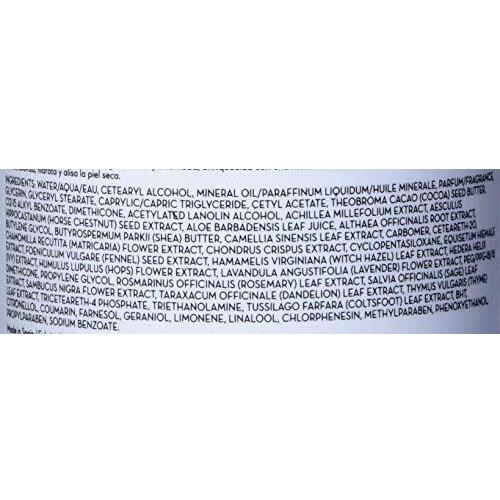 hidrata y alisa la piel seca.
INGREDIENTS: WATER/AQUA/EAU, CETEARYL ALCOHOL, MINERAL OIL/PARAFFINUM LIQUIDUM/HUILE MINERALE, PARFUM/FRAGRANCE,
GLYCERIN, GLYCERYL STEARATE, CAPRYLIC/CAPRIC TRIGLYCERIDE, CETYL ACETATE, THEOBROMA CACAO (COCOA) SEED BUTTER,
C12-15 ALKYL BENZOATE, DIMETHICONE, ACETYLATED LANOLIN ALCOHOL, ACHILLEA MILLEFOLIUM EXTRACT, AESCULUS
HIPPOCASTANUM (HORSE CHESTNUT) SEED EXTRACT, ALOE BARBADENSIS LEAF JUICE, ALTHAEA OFFICINALIS ROOT EXTRACT,
BUTYLENE GLYCOL, BUTYROSPERMUM PARKII (SHEA) BUTTER, CAMELLIA SINENSIS LEAF EXTRACT, CARBOMER, CETEARETH-20,
CHAMOMILLA RECUTITA (MATRICARIA) FLOWER EXTRACT, CHONDRUS CRISPUS EXTRACT, CYCLOPENTASILOXANE, EQUISETUM HIEMALE
EXTRACT, FOENICULUM VULGARE (FENNEL) SEED EXTRACT, HAMAMELIS VIRGINIANA (WITCH HAZEL) LEAF EXTRACT, HEDERA HELIX
(IVY) EXTRACT, HUMULUS LUPULUS (HOPS) FLOWER EXTRACT, LAVANDULA ANGUSTIFOLIA (LAVENDER) FLOWER EXTRACT, PEG/PPG-18/18
DIMETHICONE, PROPYLENE GLYCOL, ROSMARINUS OFFICINALIS (ROSEMARY) LEAF EXTRACT, SALVIA OFFICINALIS (SAGE) LEAF
EXTRACT, SAMBUCUS NIGRA FLOWER EXTRACT, TARAXACUM OFFICINALE (DANDELION) LEAF EXTRACT, THYMUS VULGARIS (THYME)
LEAF EXTRACT, TRICETEARETH-4 PHOSPHATE, TRIETHANOLAMINE, TUSSILAGO FARFARA (COLTSFOOT) LEAF EXTRACT, BHT,
CITRONELLOL, COUMARIN, FARNESOL, GERANIOL, LIMONENE, LINALOOL, CHLORPHENESIN, METHYLPARABEN, PHENOXYETHANOL,
PROPYLPARABEN, SODIUM BENZOATE.
Made in Spain